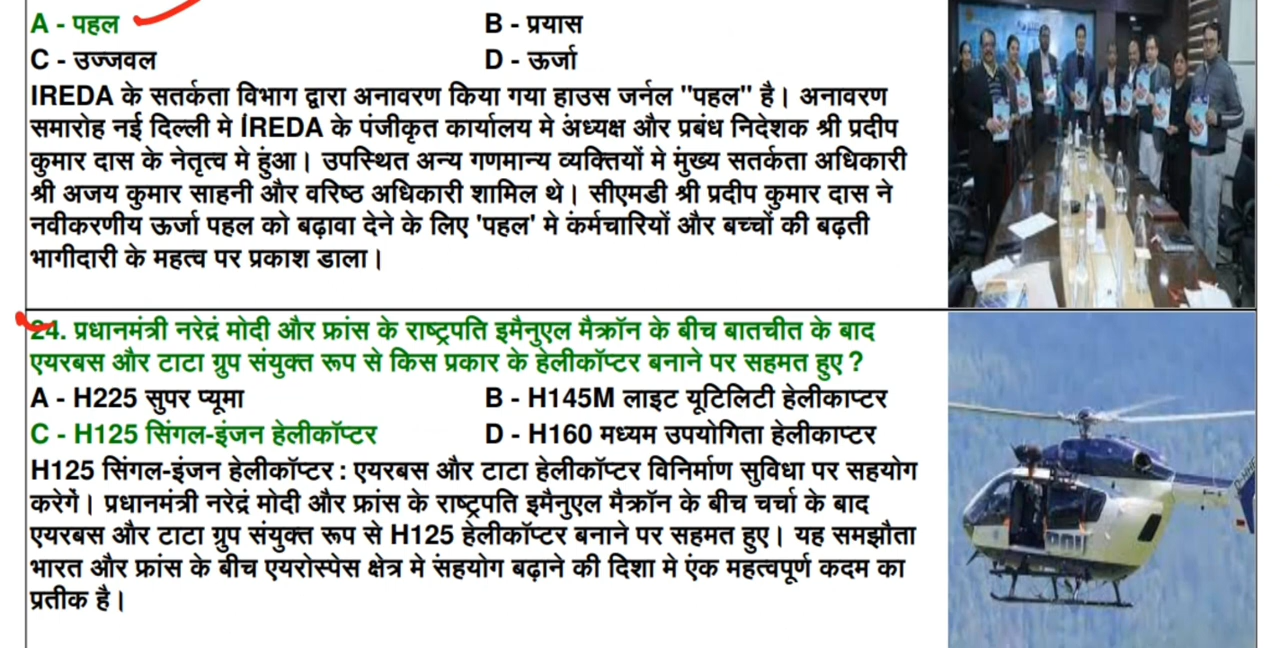 A - पहल
B - प्रयास
C - उज्जवल
D - ऊर्जा
IREDA के सतर्कता विभाग द्वारा अनावरण किया गया हाउस जर्नल "पहल" है। अनावरण
समारोह नई दिल्ली मे IREDA के पंजीकृत कार्यालय मे अंध्यक्ष और प्रबंध निदेशक श्री प्रदीप
कुमार दास के नेतृत्व मे हुंआ। उपस्थित अन्य गणमान्य व्यक्तियों मे मुंख्य सतर्कता अधिकारी
श्री अजय कुमार साहनी और वरिष्ठ अधिकारी शामिल थे। सीएमडी श्री प्रदीप कुमार दास ने
नवीकरणीय ऊर्जा पहल को बढ़ावा देने के लिए 'पहल' मे कंर्मचारियों और बच्चों की बढ़ती
भागीदारी के महत्व पर प्रकाश डाला।
24. प्रधानमंत्री नरेद्रं मोदी और फ्रांस के राष्ट्रपति इमैनुएल मैक्रॉन के बीच बातचीत के बाद
एयरबस और टाटा ग्रुप संयुक्त रूप से किस प्रकार के हेलीकॉप्टर बनाने पर सहमत हुए ?
A - H225 सुपर प्यूमा
B - H145M लाइट यूटिलिटी हेलीकाप्टर
C - H125 सिंगल-इंजन हेलीकॉप्टर
D - H160 मध्यम उपयोगिता हेलीकाप्टर
H125 सिंगल-इंजन हेलीकॉप्टर : एयरबस और टाटा हेलीकॉप्टर विनिर्माण सुविधा पर सहयोग
करेगें। प्रधानमंत्री नरेद्रं मोदी और फ्रांस के राष्ट्रपति इमैनुएल मैक्रॉन के बीच चर्चा के बाद
एयरबस और टाटा ग्रुप संयुक्त रूप से H125 हेलीकॉप्टर बनाने पर सहमत हुए। यह समझौता
भारत और फ्रांस के बीच एयरोस्पेस क्षेत्र मे संहयोग बढ़ाने की दिशा मे एंक महत्वपूर्ण कदम का
प्रतीक है।